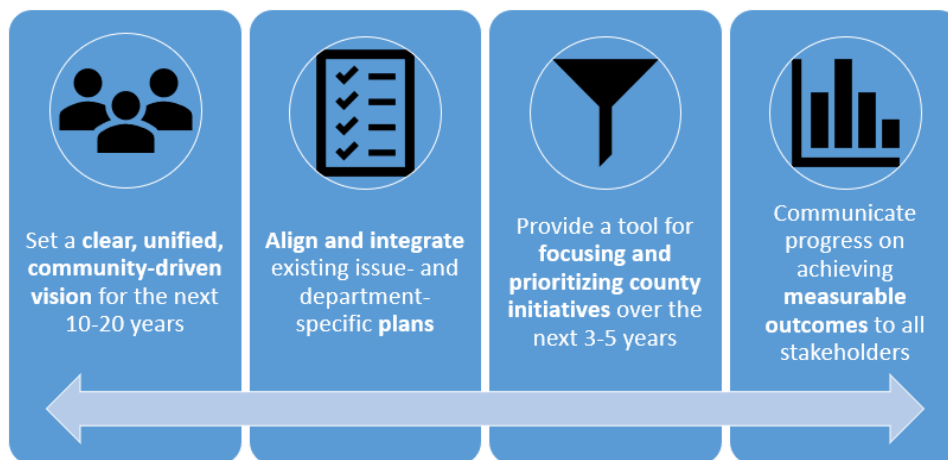 Set a clear, unified,
community-driven
vision for the next
10-20 years
Align and integrate
existing issue- and
department-
specific plans
Provide a tool for
focusing and
prioritizing county
initiatives over the
next 3-5 years
Communicate
progress on
achieving
measurable
outcomes to all
stakeholders